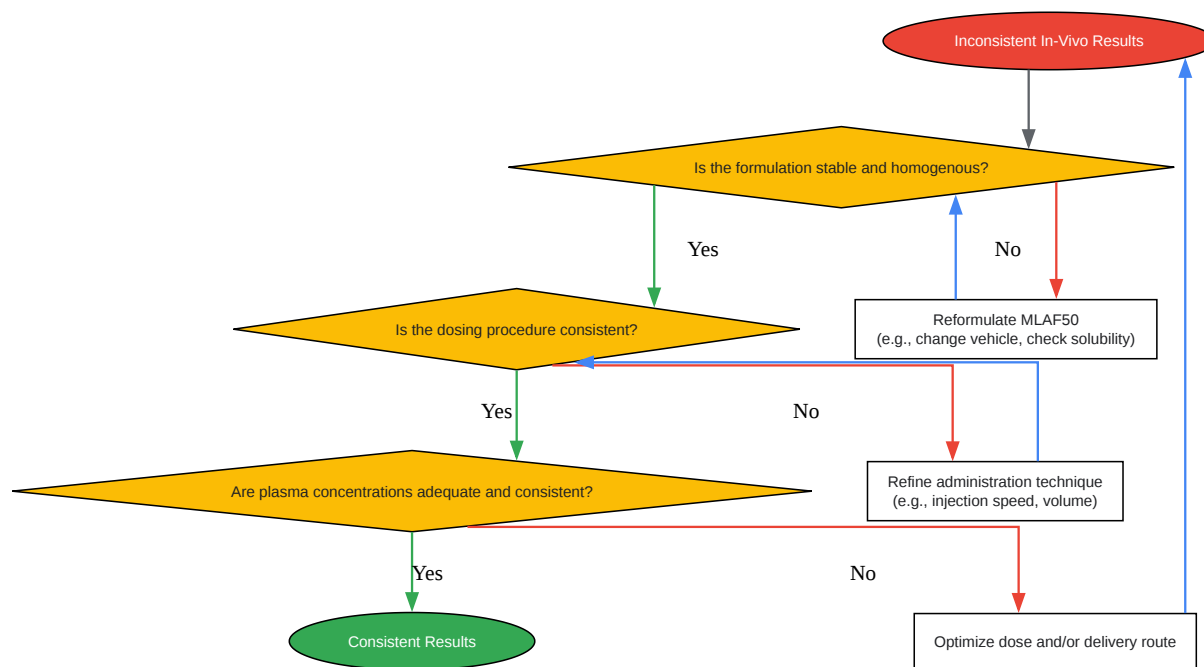 Inconsistent In-Vivo Results
Is the formulation stable and homogenous?
Yes
No
Is the dosing procedure consistent?
Reformulate MLAF50
(e.g., change vehicle, check solubility)
Yes
No
Are plasma concentrations adequate and consistent?
Refine administration technique
(e.g., injection speed, volume)
Yes
No
Consistent Results
Optimize dose and/or delivery route